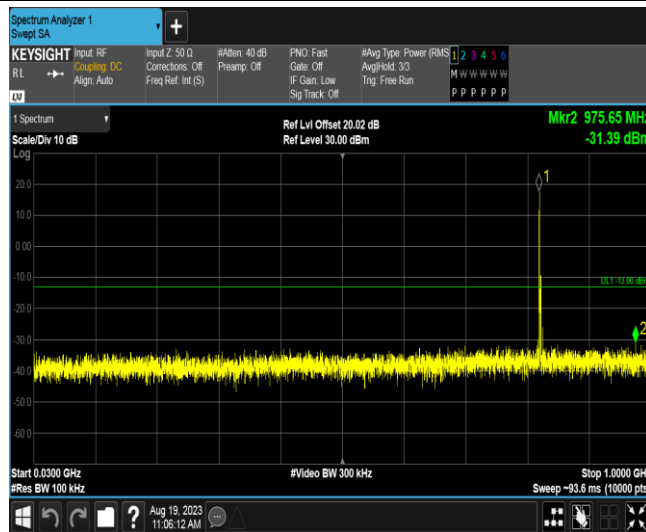 Spectrum Analyzer 1
Swept SA
KEYSIGHT
RL
LXI
Input: RF
Coupling: DC
Align: Auto
Input Z: 50 Ω
Corrections: Off
Freq Ref: Int (S)
#Atten: 40 dB
Preamp: Off
PNO: Fast
Gate: Off
IF Gain: Low
Sig Track: Off
#Avg Type: Power (RMS
Avg|Hold: 3/3
Trig: Free Run
1 2 3 4 5 6
M W W W W W
P P P P P P
1 Spectrum
Scale/Div 10 dB
Log
Ref Lvl Offset 20.02 dB
Ref Level 30.00 dBm
Mkr2 975.65 MHz
-31.39 dBm
20.0
10.0
0.00
-10.0
-20.0
-30.0
-40.0
-50.0
-60.0
1
DL1 -13.00 dBm
2
Start 0.0300 GHz
#Res BW 100 kHz
#Video BW 300 kHz
Stop 1.0000 GH
Sweep ~93.6 ms (10000 pts
?
Aug 19, 2023
11:06:12 AM